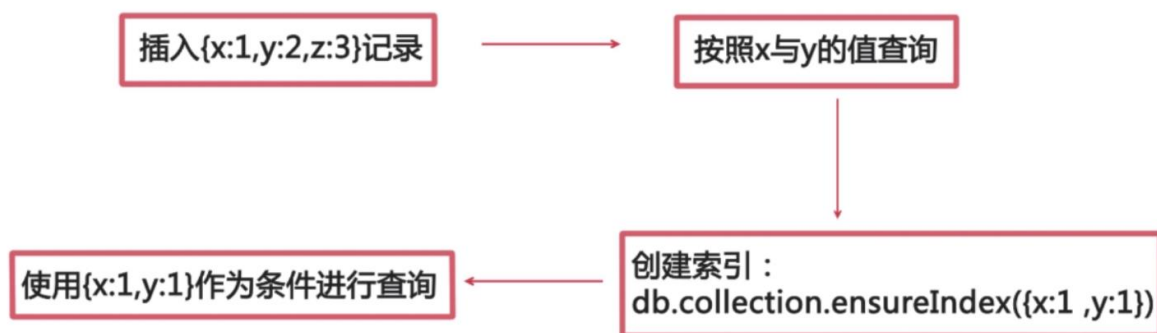 插入{x:1,y:2,z:3}记录
按照x与y的值查询
创建索引：
db.collection.ensureIndex({x:1 ,y:1})
使用{x:1,y:1}作为条件进行查询